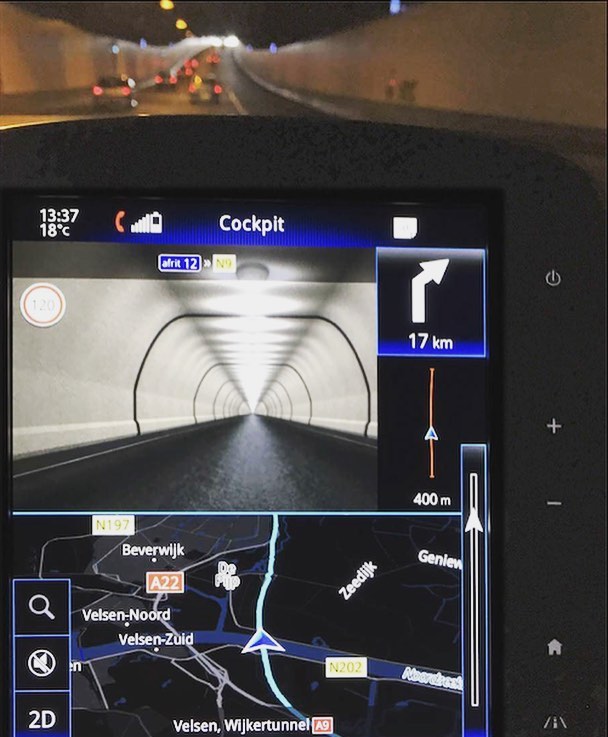 13:37
18°C
Cockpit
afrit 12 » N9
120
17 km
400 m
N197
Beverwijk
De
Pijp
Zeedijk
A22
Velsen-Noord
Velsen-Zuid
N202
2D
Velsen, Wijkertunnel A9